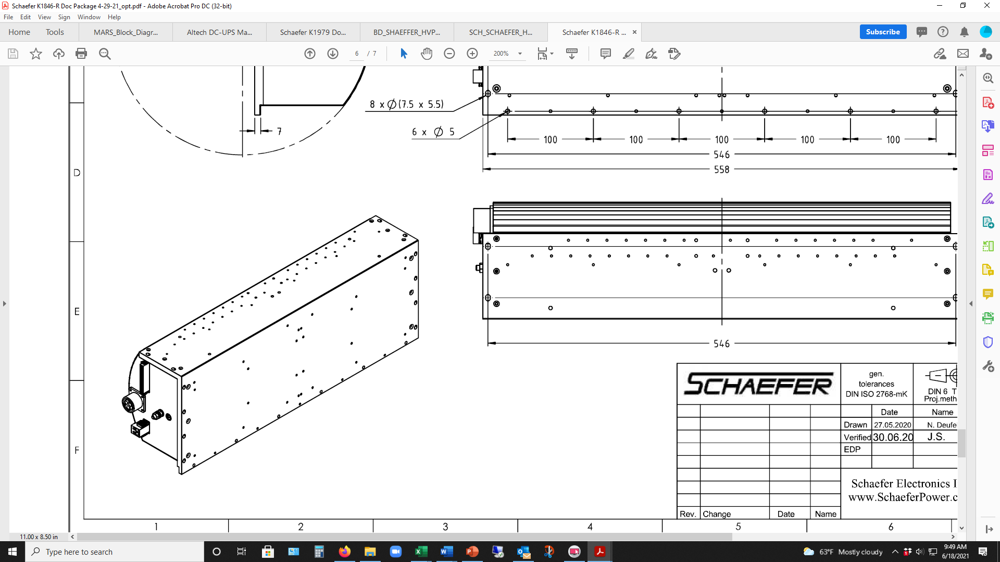 Schaefer K1846-R Doc Package 4-29-21_opt.pdf - Adobe Acrobat Pro DC (32-bit)
File Edit View Sign Window Help
Home Tools MARS_Block_Diagr... Altech DC-UPS Ma... Schaefer K1979 Do... BD_SHAEFFER_HVP... SCH_SCHAEFER_H... Schaefer K1846-R ... × Subscribe
6 / 7 200%
8 x Ø(7.5 x 5.5)
7
6 x Ø 5
100 100 100 100 100
546
558
D
E
546
F
SCHAEFER
gen.
tolerances
DIN ISO 2768-mK
DIN 6 T
Proj.meth
Date Name
Drawn 27.05.2020 N. Deufe
Verified 30.06.20 J.S.
EDP
Schaefer Electronics I
www.SchaeferPower.c
Rev. Change Date Name
1 2 3 4 5 6
11.00 x 8.50 in
Type here to search
63°F Mostly cloudy
9:49 AM
6/18/2021